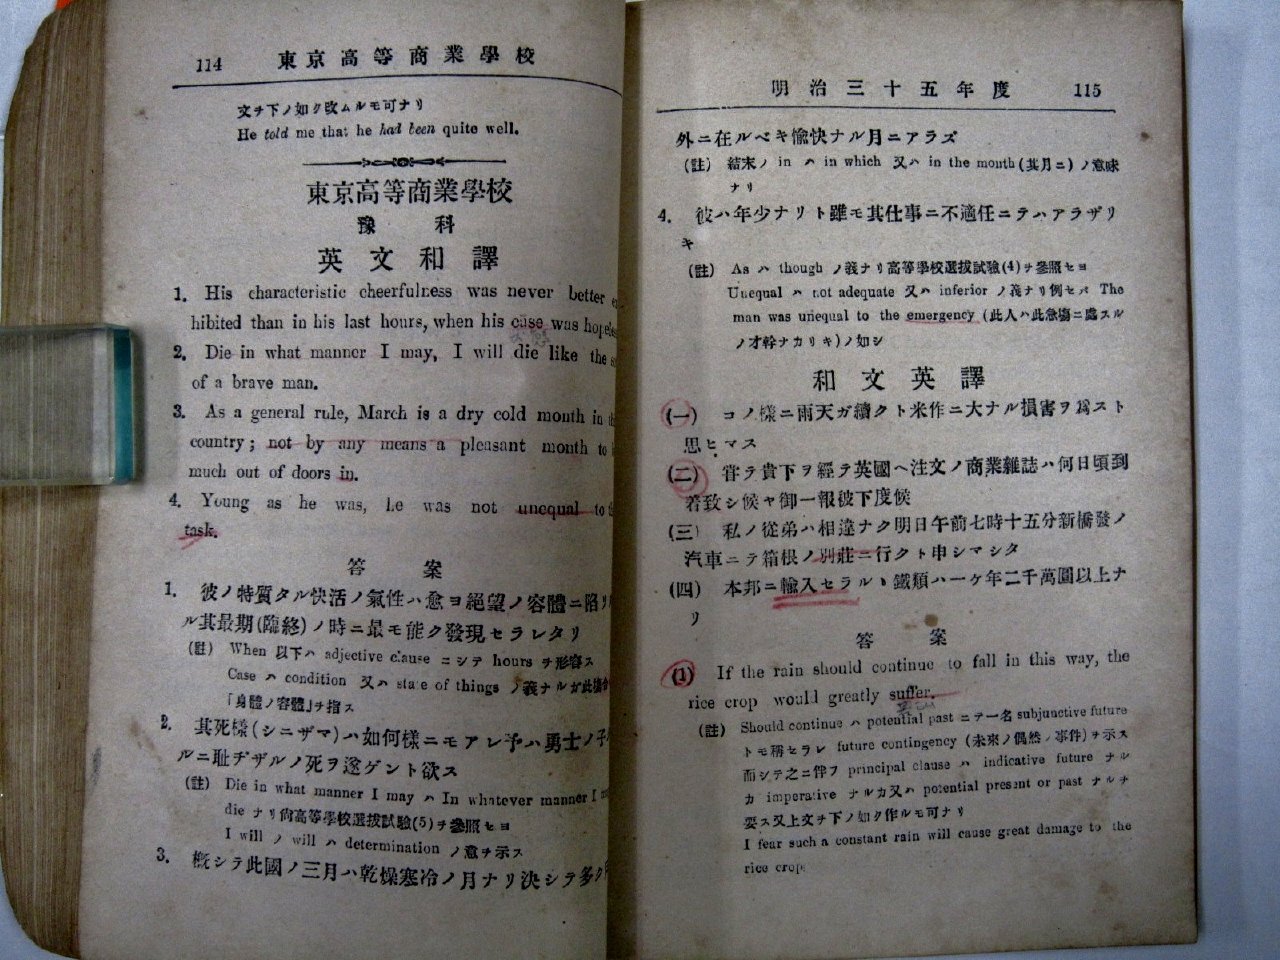 114 東京高等商業學校
文チ下ノ如ク改ムルモ可ナリ
He told me that he had been quite well.
東京高等商業學校
豫科
英文和譯
1. His characteristic cheerfulness was never better
hibited than in his last hours, when his case was hopeless
2. Die in what manner I may, I will die like the
of a brave man.
3. As a general rule, March is a dry cold month in
country; not by any means a pleasant month to
much out of doors in.
4. Young as he was, he was not unequal to
task.
答案
1. 彼ノ特質タル快活ノ氣性ハ愈ヨ絕望ノ容體ニ陷リ
ル其最期(臨終)ノ時ニ最モ能ク發現セラレタリ
(註) When 以下ハ adjective clause ニシテ hours チ形容ス
Case ハ condition 又ハ state of things ノ義ナルガ此
「身體ノ容體」チ指ス
2. 其死樣(シニザマ)ハ如何樣ニモアレ予ハ勇士ノ
ルニ耻ヂザルノ死ヲ遂ゲント欲ス
(註) Die in what manner I may ハ In whatever manner I
die ナリ尙高等學校選拔試驗(5)チ參照セヨ
I will ノ will ハ determination ノ意チ示ス
3. 槪シテ此國ノ三月ハ乾燥寒冷ノ月ナリ決シテ多ク
明治三十五年度 115
外ニ在ルベキ愉快ナル月ニアラズ
(註) 結末ノ in ハ in which 又ハ in the month (其月ニ) ノ意味
ナリ
4. 彼ハ年少ナリト雖モ其仕事ニ不適任ニテハアラザリ
キ
(註) As ハ though ノ義ナリ高等學校選拔試驗(4)チ參照セヨ
Unequal ハ not adequate 又ハ inferior ノ義ナリ例セバ The
man was unequal to the emergency (此人ハ此急塲ニ處スル
ノ才幹ナカリキ)ノ如シ
和文英譯
(一) コノ樣ニ雨天ガ續クト米作ニ大ナル損害ヲ爲スト
思ヒマス
(二) 甞テ貴下ヲ經テ英國ヘ注文ノ商業雜誌ハ何日頃到
着致シ候ヤ御一報被下度候
(三) 私ノ從弟ハ相違ナク明日午前七時十五分新橋發ノ
汽車ニテ箱根ノ別莊ニ行クト申シマシタ
(四) 本邦ニ輸入セラルヽ鐵類ハ一ケ年二千萬圓以上ナ
リ
答案
(1) If the rain should continue to fall in this way, the
rice crop would greatly suffer.
(註) Should continue ハ potential past ニテ一名 subjunctive future
トモ稱セラレ future contingency (未來ノ偶然ノ事件)チ示ス
而シテ之ニ伴フ principal clause ハ indicative future ナル
カ imperative ナルカ又ハ potential present or past ナルチ
要ス又上文チ下ノ如ク作ルモ可ナリ
I fear such a constant rain will cause great damage to the
rice crop.